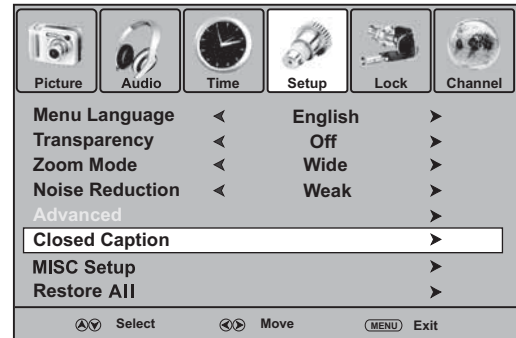 Picture Audio Time Setup Lock Channel
Menu Language English
Transparency Off
Zoom Mode Wide
Noise Reduction Weak
Advanced
Closed Caption
MISC Setup
Restore All
Select Move MENU Exit